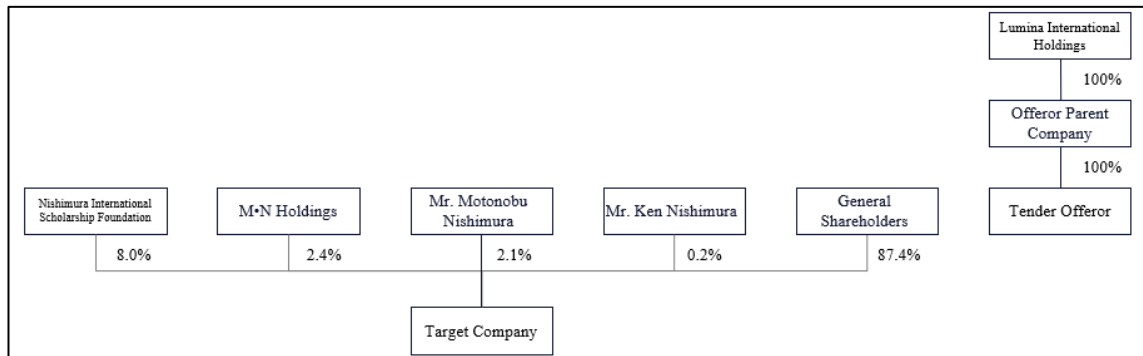 Lumina International
Holdings
100%
Offeror Parent
Company
100%
Nishimura International
Scholarship Foundation
M•N Holdings
Mr. Motonobu
Nishimura
Mr. Ken Nishimura
General
Shareholders
Tender Offeror
8.0%
2.4%
2.1%
0.2%
87.4%
Target Company